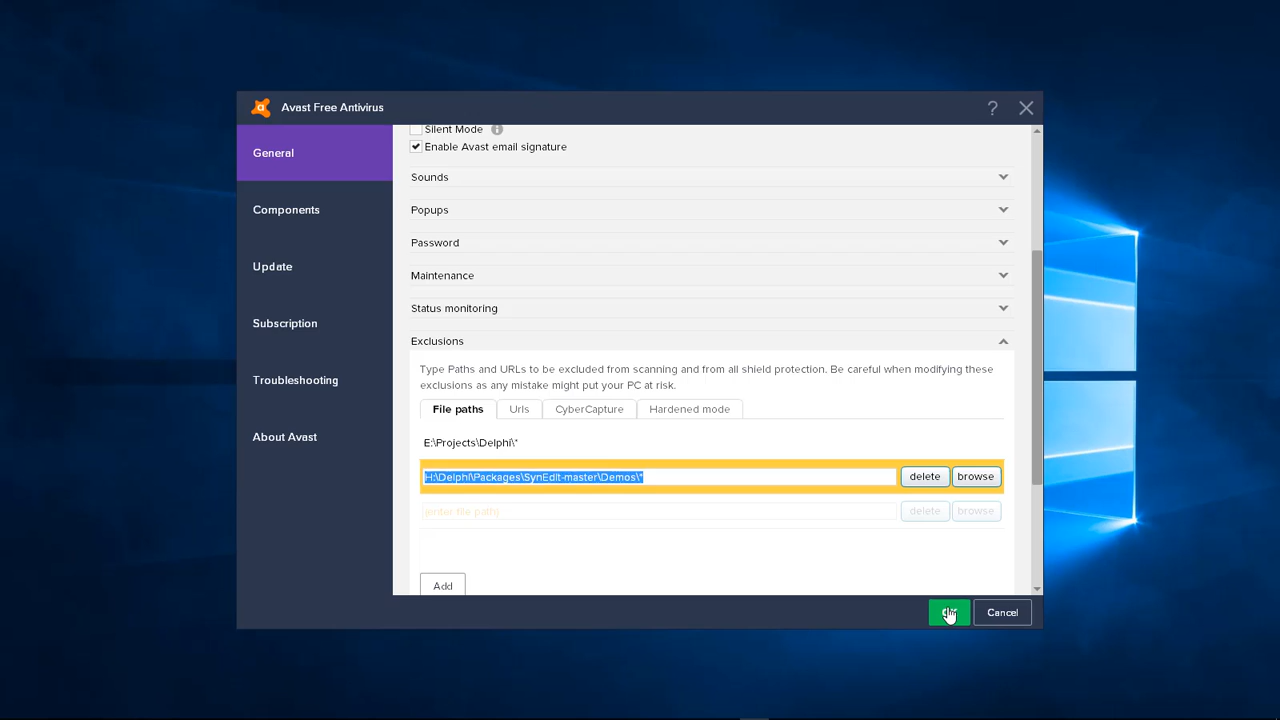 Avast Free Antivirus
?
General
Components
Update
Subscription
Troubleshooting
About Avast
Silent Mode
Enable Avast email signature
Sounds
Popups
Password
Maintenance
Status monitoring
Exclusions
Type Paths and URLs to be excluded from scanning and from all shield protection. Be careful when modifying these
exclusions as any mistake might put your PC at risk.
File paths Urls CyberCapture Hardened mode
E:\Projects\Delphi\*
H:\Delphi\Packages\SynEdit-master\Demos\* delete browse
[enter file path] delete browse
Add
Cancel